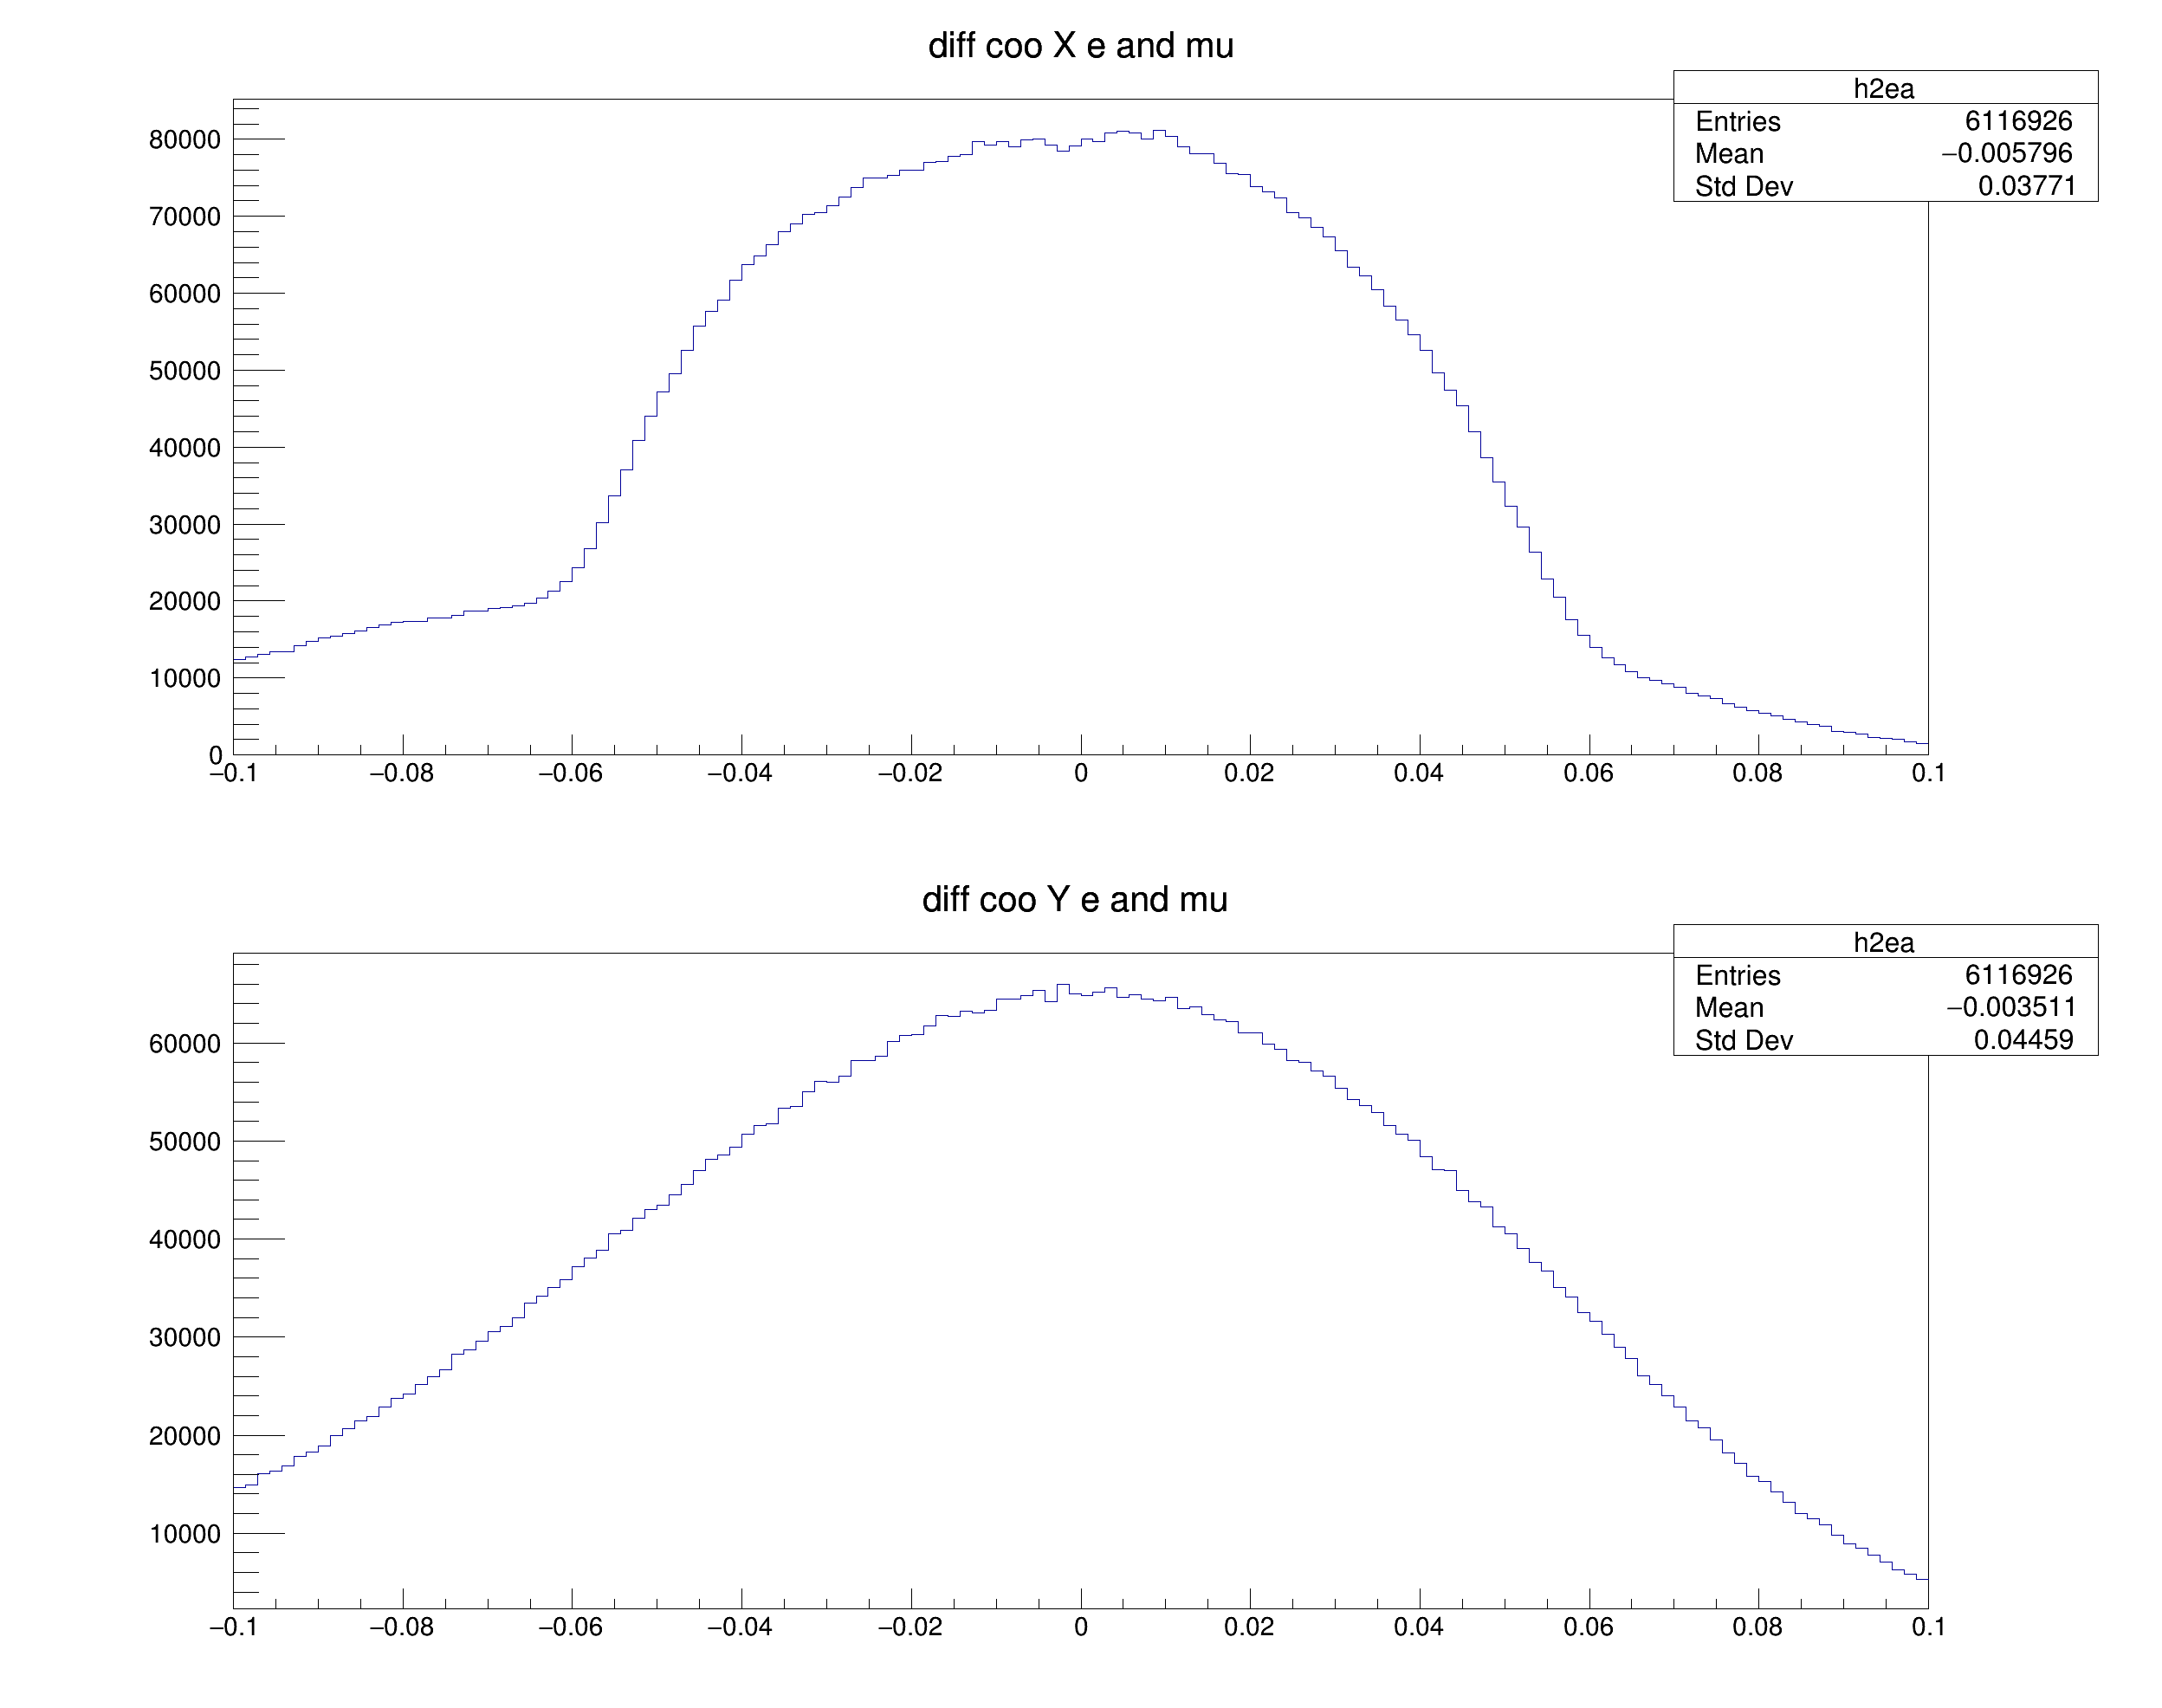 diff coo X e and mu
h2ea
Entries 6116926
Mean −0.005796
Std Dev 0.03771
80000
70000
60000
50000
40000
30000
20000
10000
0
−0.1 −0.08 −0.06 −0.04 −0.02 0 0.02 0.04 0.06 0.08 0.1
diff coo Y e and mu
h2ea
Entries 6116926
Mean −0.003511
Std Dev 0.04459
60000
50000
40000
30000
20000
10000
−0.1 −0.08 −0.06 −0.04 −0.02 0 0.02 0.04 0.06 0.08 0.1